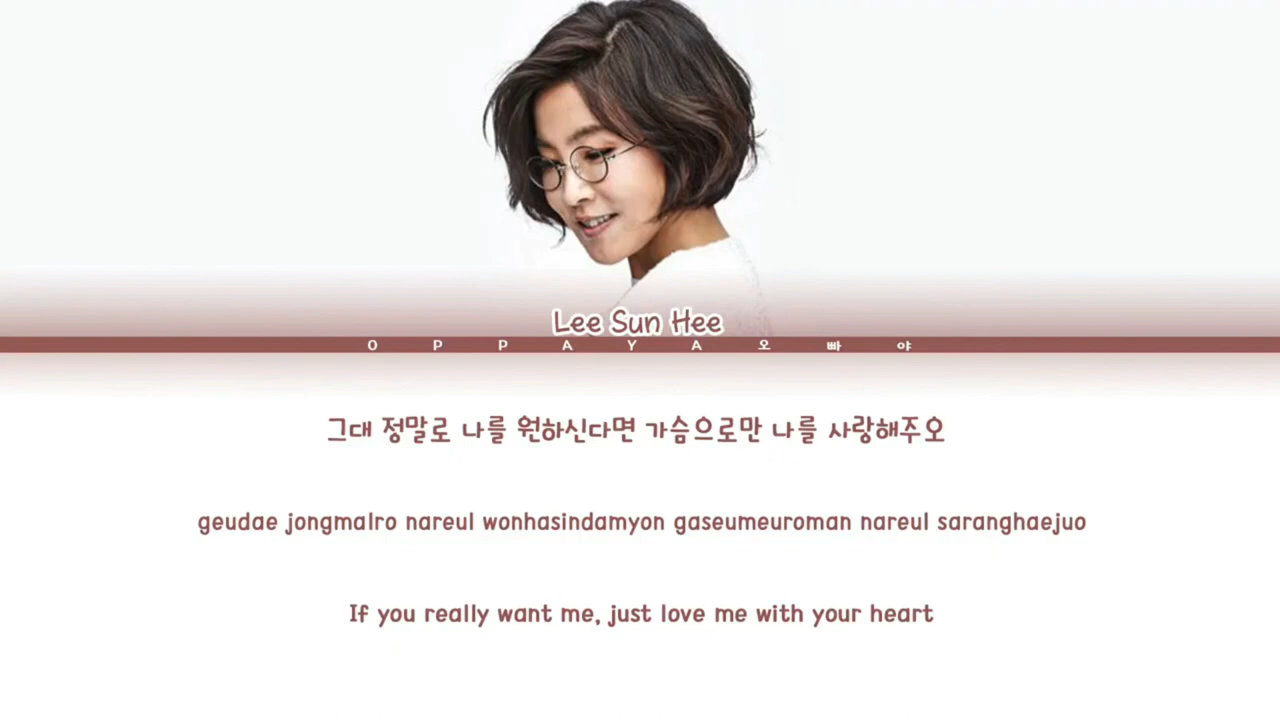 Lee Sun Hee
O P P A Y A 오 빠 야
그대 정말로 나를 원하신다면 가슴으로만 나를 사랑해주오
geudae jongmalro nareul wonhasindamyon gaseumeuroman nareul saranghaejuo
If you really want me, just love me with your heart